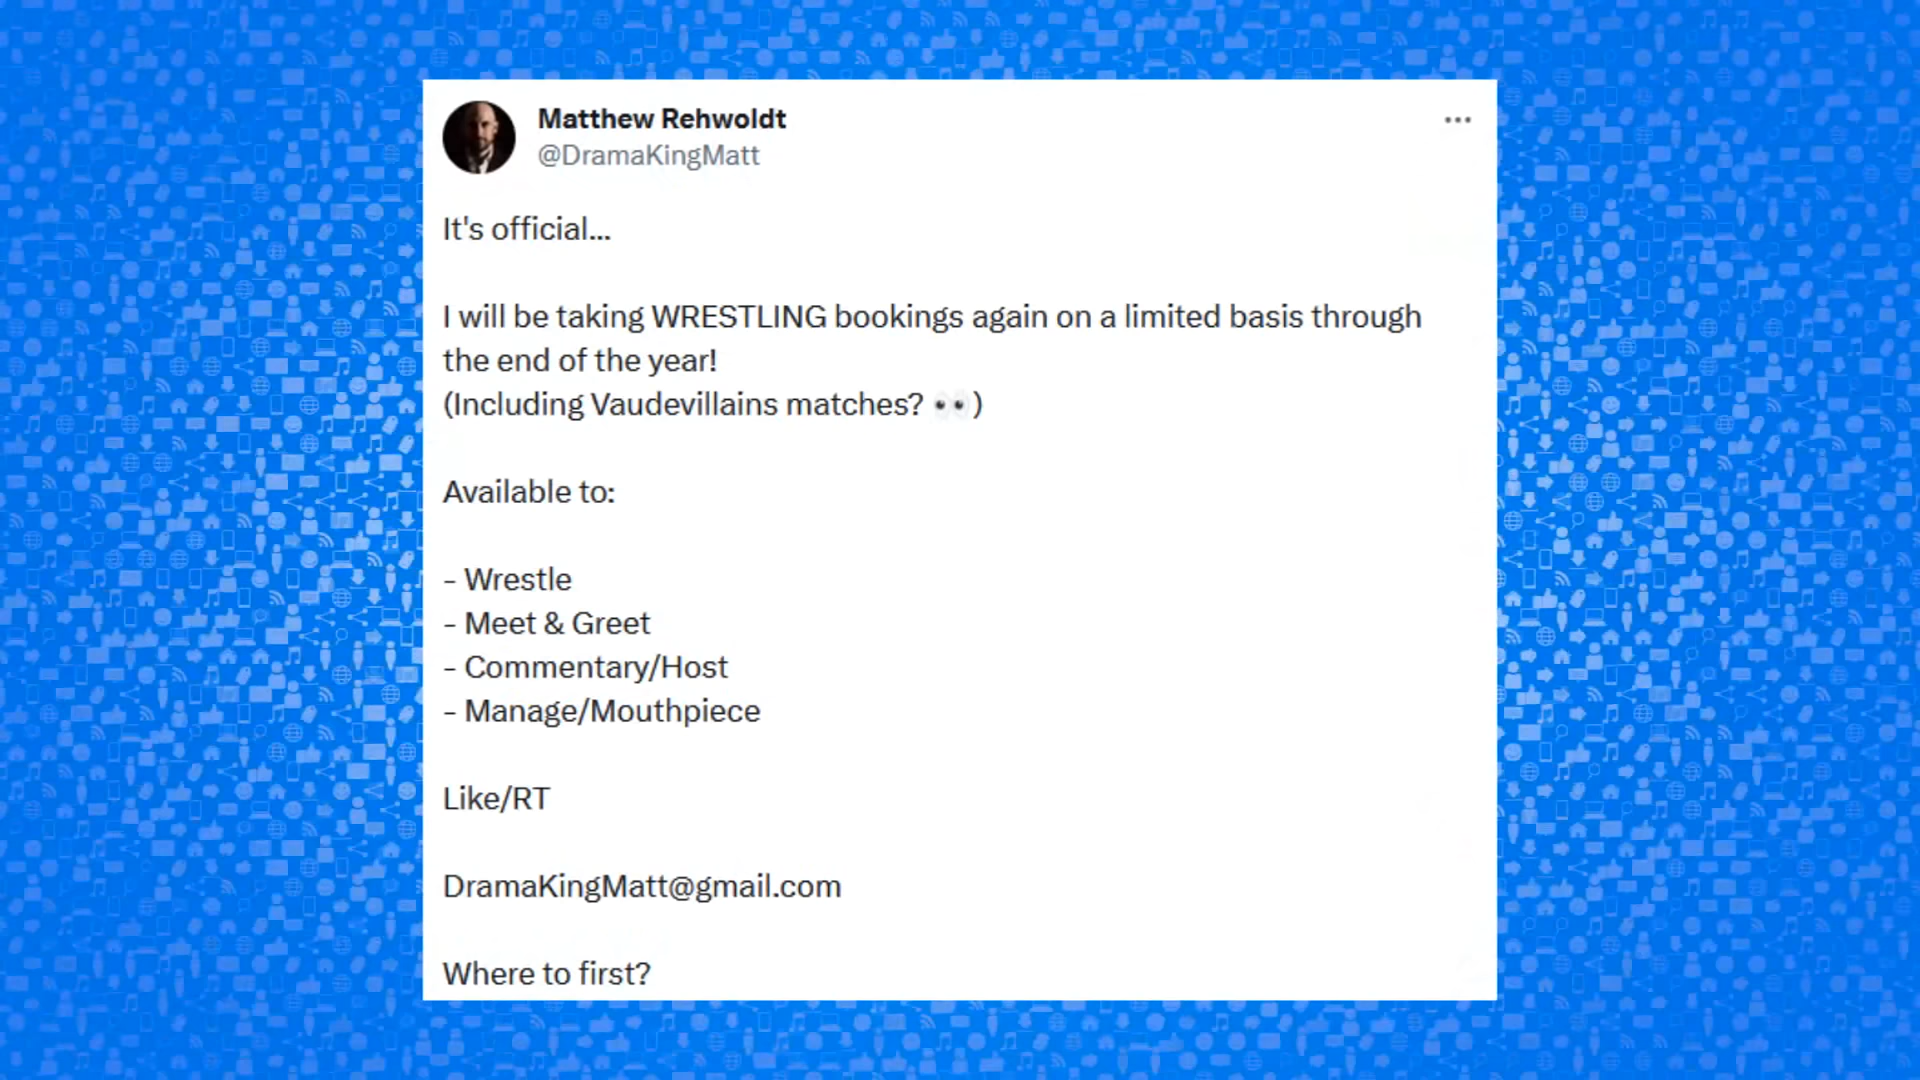 Matthew Rehwoldt
@DramaKingMatt
It's official...
I will be taking WRESTLING bookings again on a limited basis through
the end of the year!
(Including Vaudevillains matches? 👀)
Available to:
- Wrestle
- Meet & Greet
- Commentary/Host
- Manage/Mouthpiece
Like/RT
DramaKingMatt@gmail.com
Where to first?